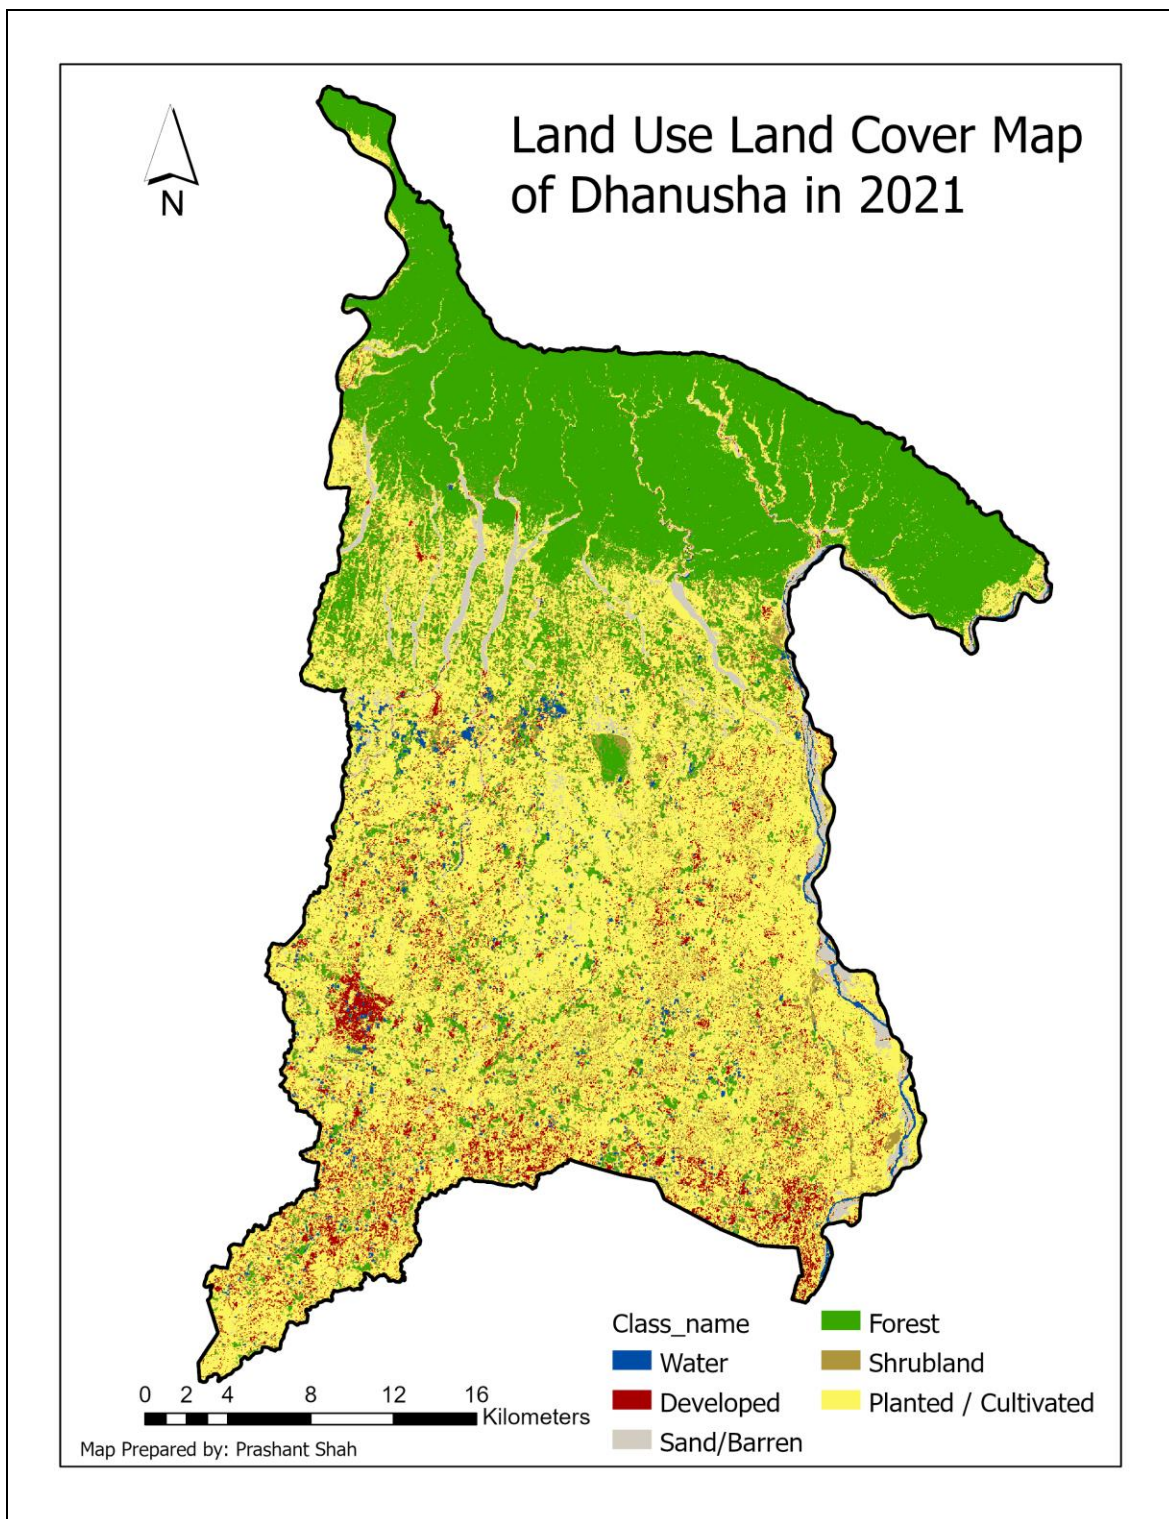 Land Use Land Cover Map
of Dhanusha in 2021
N
Class_name
Water
Developed
Sand/Barren
Forest
Shrubland
Planted / Cultivated
0 2 4 8 12 16
Kilometers
Map Prepared by: Prashant Shah